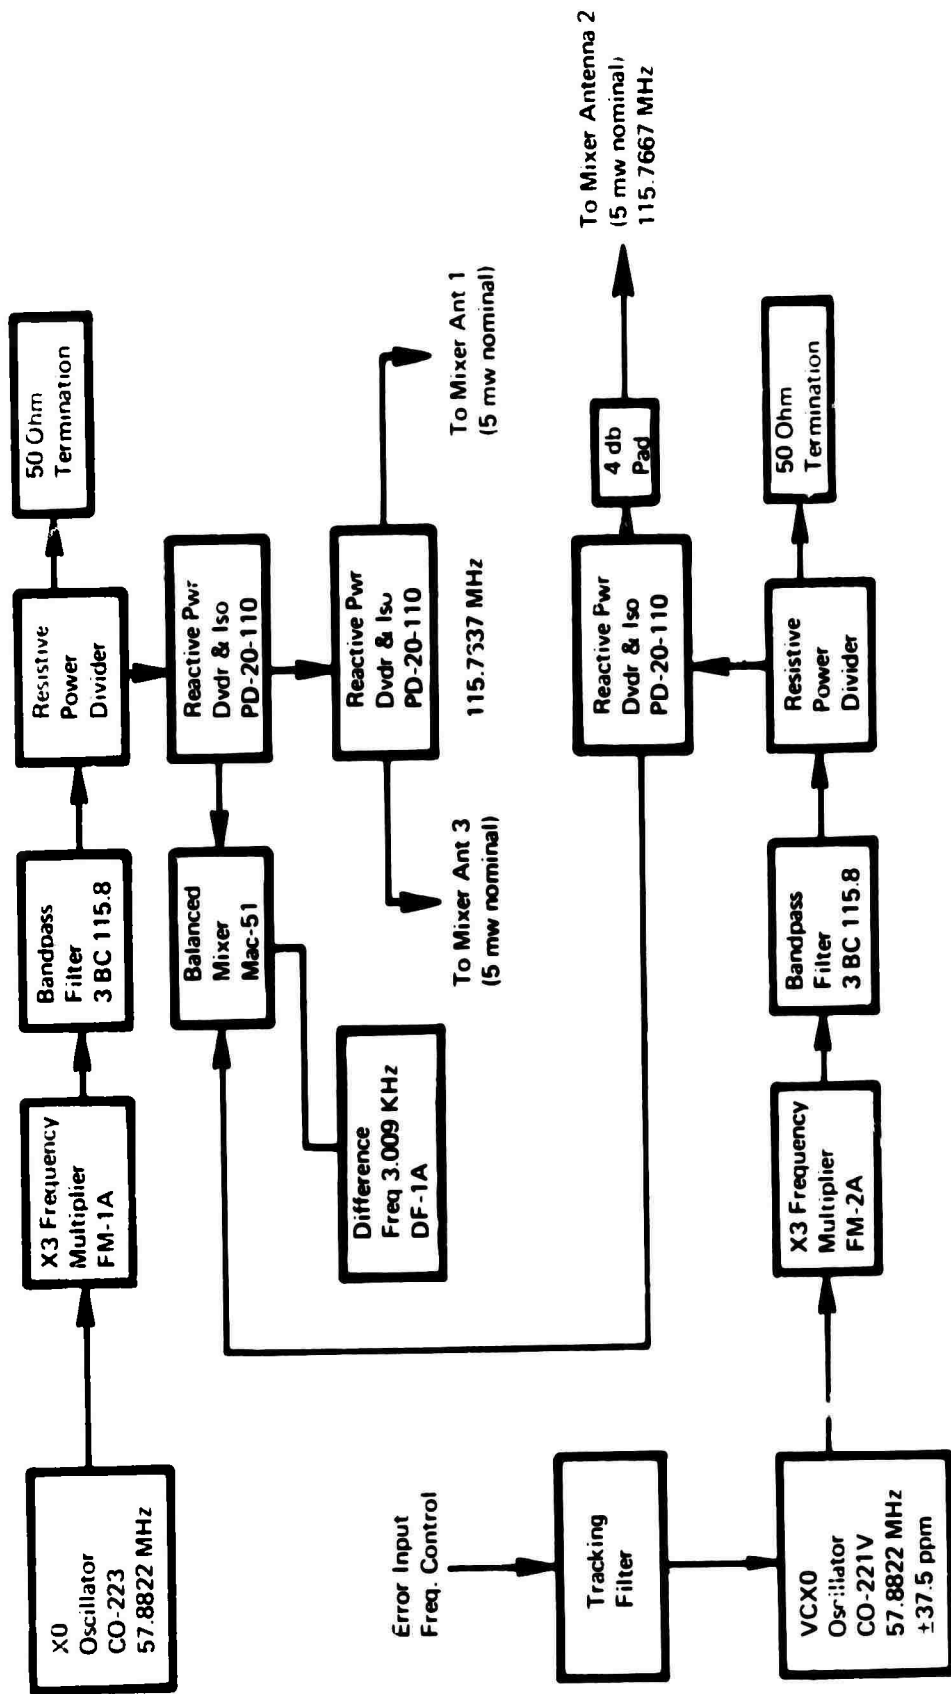 X0
Oscillator
CO-223
57.8822 MHz
X3 Frequency
Multiplier
FM-1A
Bandpass
Filter
3 BC 115.8
Resistive
Power
Divider
50 Ohm
Termination
Reactive Pwr
Dvdr & Iso
PD-20-110
Balanced
Mixer
Mac-51
Difference
Freq 3.009 KHz
DF-1A
Reactive Pwr
Dvdr & Iso
PD-20-110
115.7637 MHz
To Mixer Ant 3
(5 mw nominal)
To Mixer Ant 1
(5 mw nominal)
Error Input
Freq. Control
Tracking
Filter
VCX0
Oscillator
CO-221V
57.8822 MHz
±37.5 ppm
X3 Frequency
Multiplier
FM-2A
Bandpass
Filter
3 BC 115.8
Resistive
Power
Divider
50 Ohm
Termination
Reactive Pwr
Dvdr & Iso
PD-20-110
4 db
Pad
To Mixer Antenna 2
(5 mw nominal)
115.7667 MHz